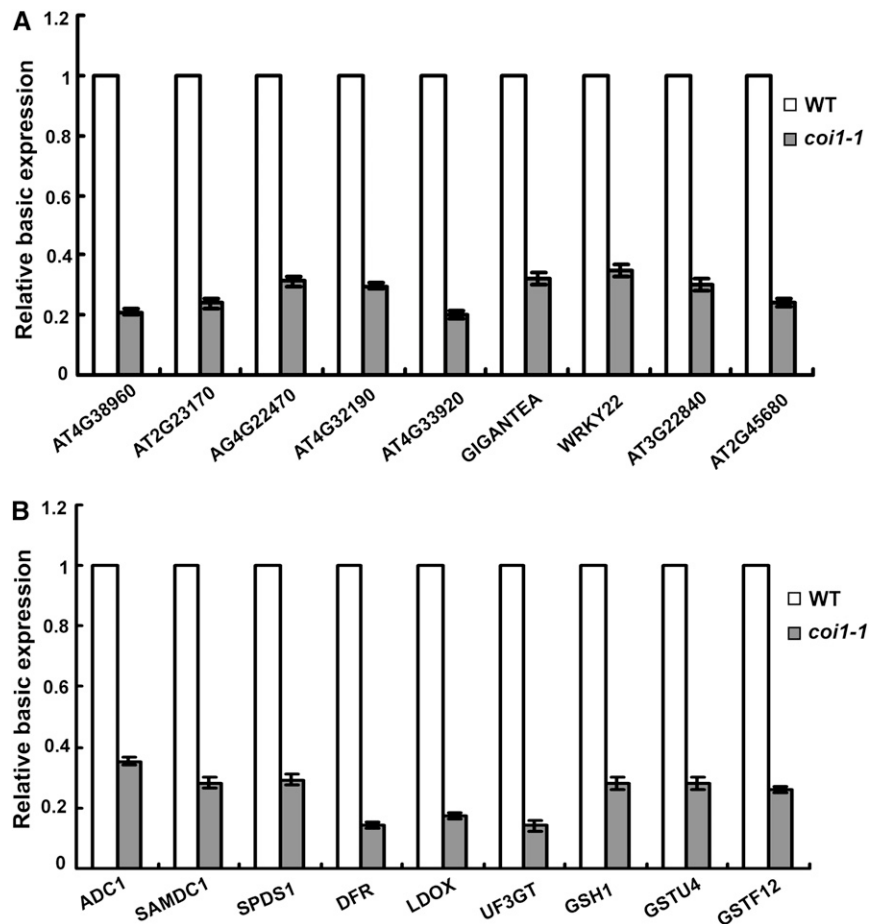 A
Relative basic expression
1.2
1
0.8
0.6
0.4
0.2
0
WT
coi1-1
AT4G38960
AT2G23170
AG4G22470
AT4G32190
AT4G33920
GIGANTEA
WRKY22
AT3G22840
AT2G45680
B
Relative basic expression
1.2
1
0.8
0.6
0.4
0.2
0
WT
coi1-1
ADC1
SAMDC1
SPDS1
DFR
LDOX
UF3GT
GSH1
GSTU4
GSTF12